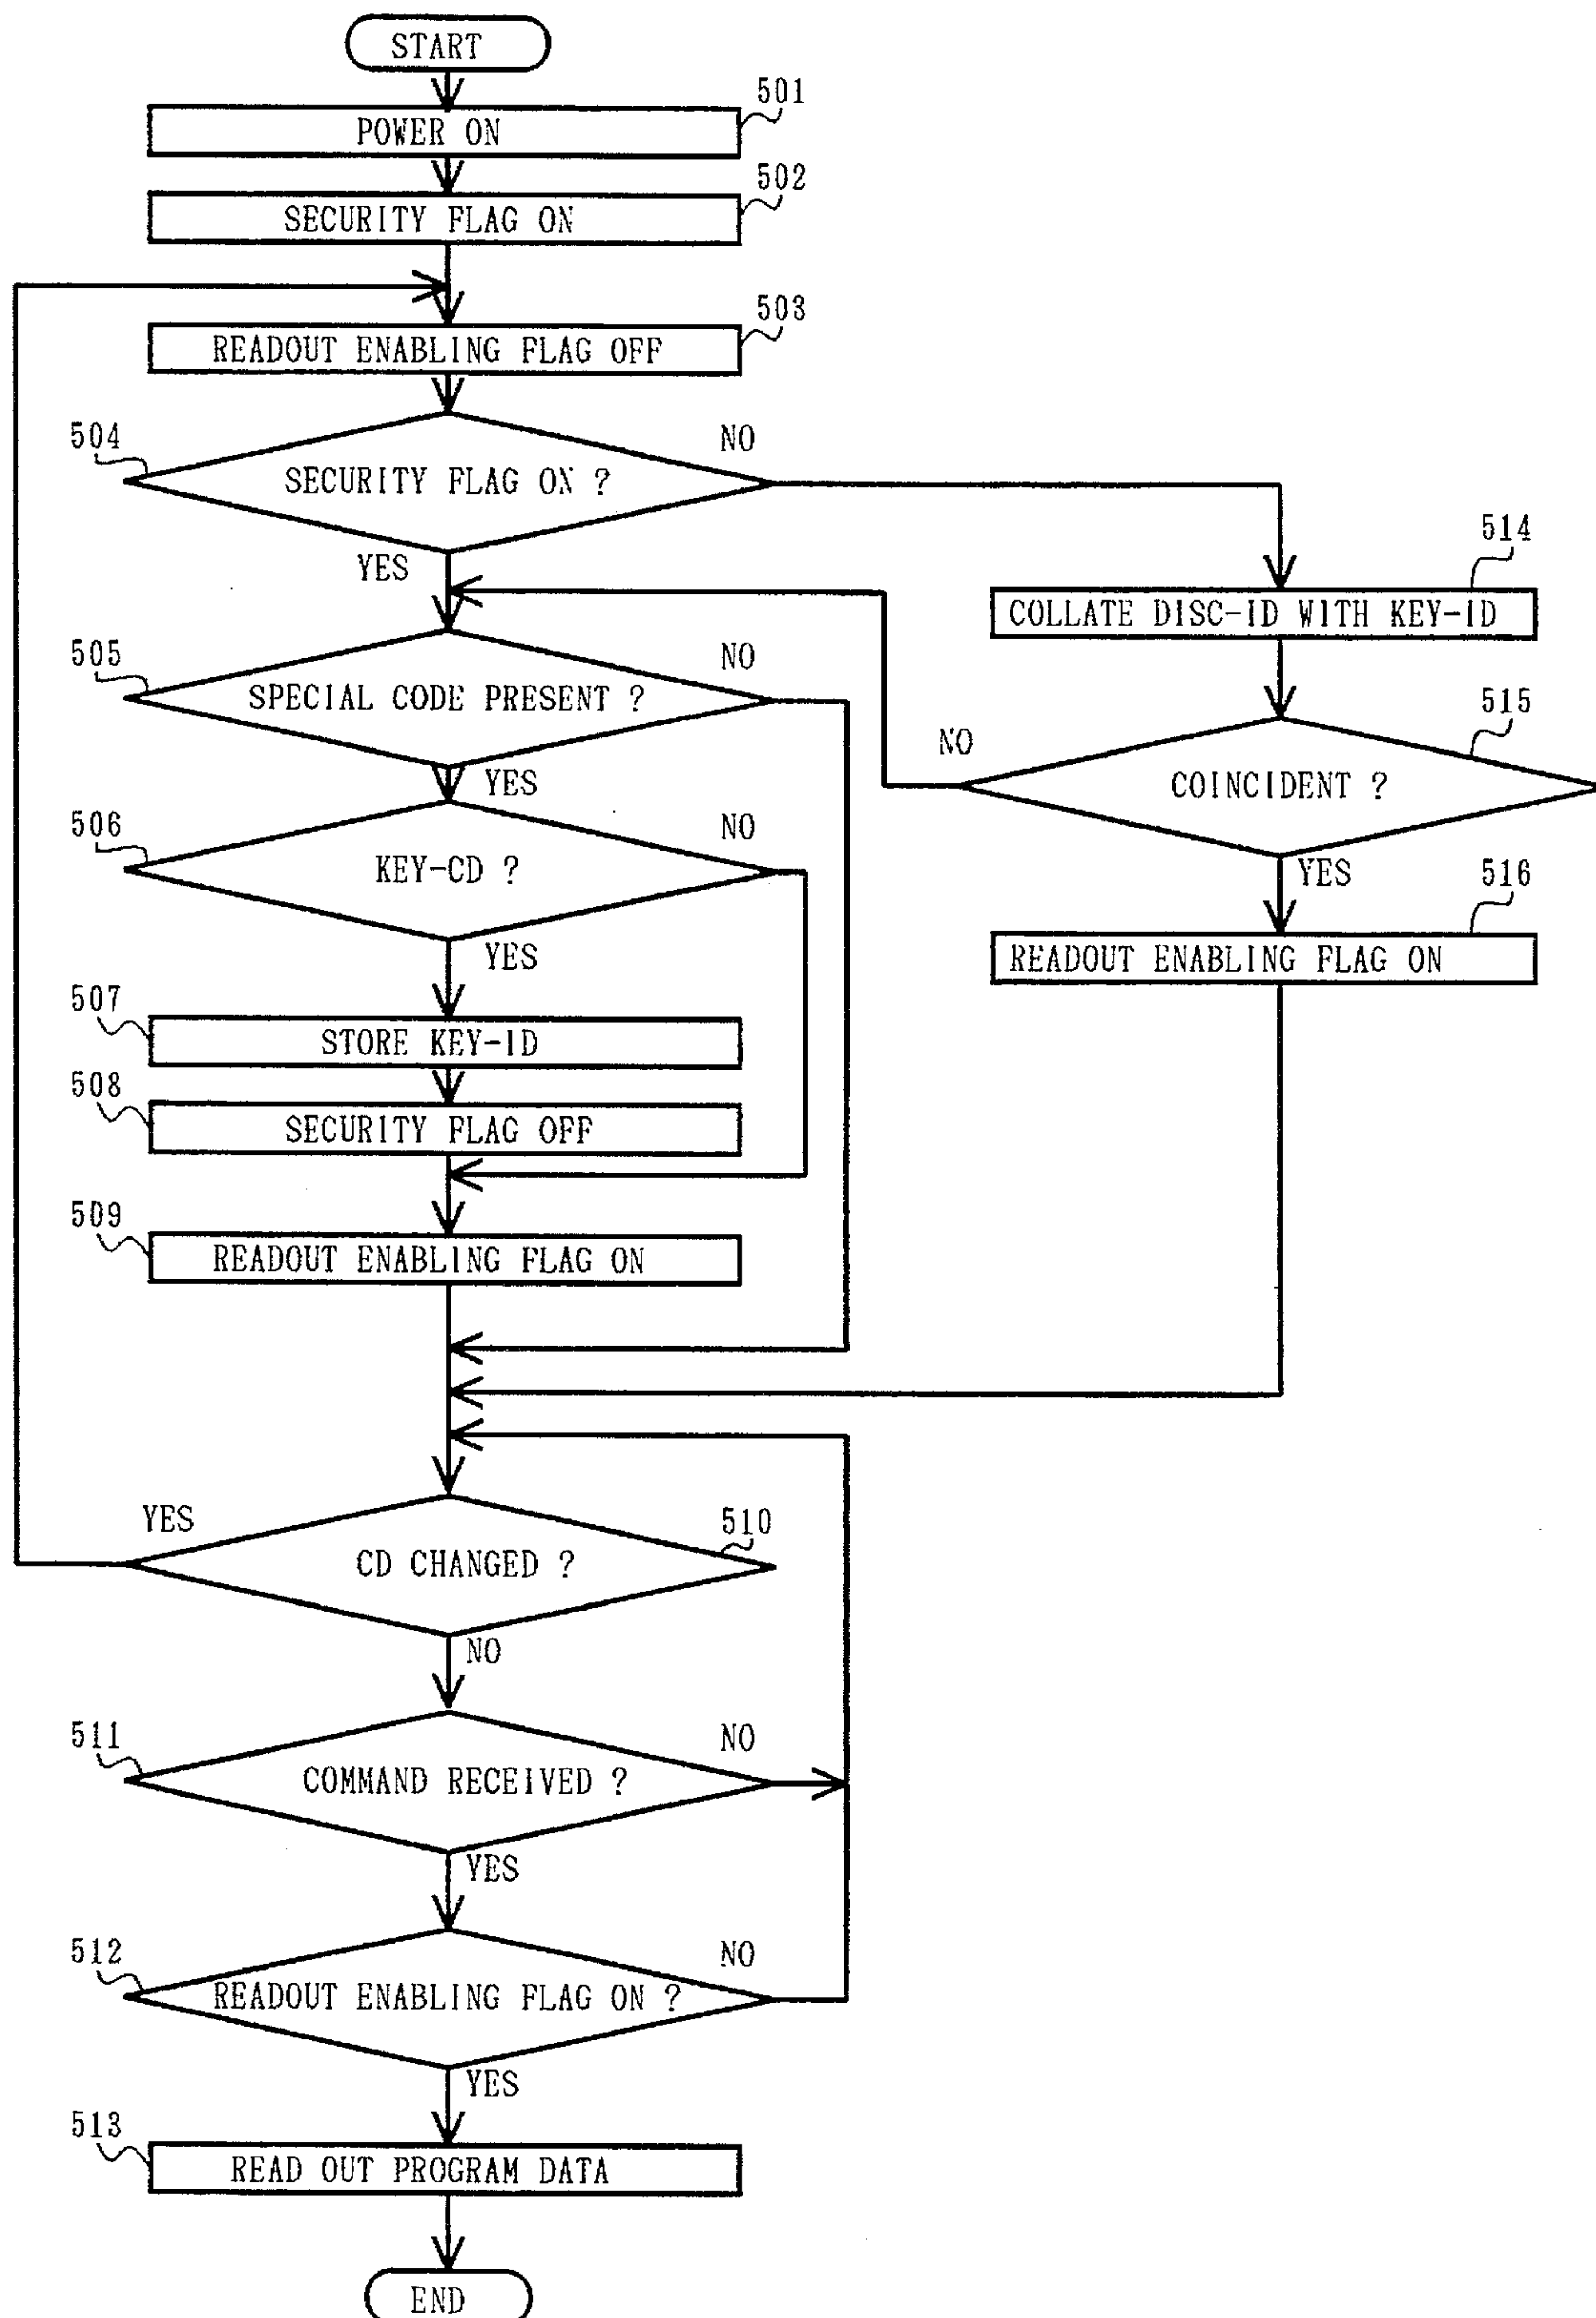 START
501
POWER ON
502
SECURITY FLAG ON
503
READOUT ENABLING FLAG OFF
504
SECURITY FLAG ON ?
NO
YES
514
COLLATE DISC-ID WITH KEY-ID
505
SPECIAL CODE PRESENT ?
NO
YES
515
COINCIDENT ?
NO
YES
506
KEY-CD ?
NO
YES
516
READOUT ENABLING FLAG ON
507
STORE KEY-ID
508
SECURITY FLAG OFF
509
READOUT ENABLING FLAG ON
YES
510
CD CHANGED ?
NO
511
COMMAND RECEIVED ?
NO
YES
512
READOUT ENABLING FLAG ON ?
NO
YES
513
READ OUT PROGRAM DATA
END